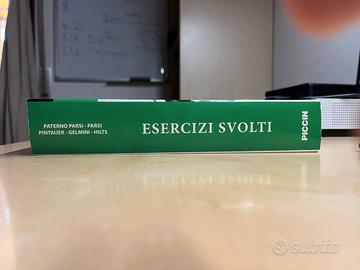 PATERNO PARSI - PARSI
PINTAUER - GELMINI - HILTS
ESERCIZI SVOLTI
PICCIN
subito